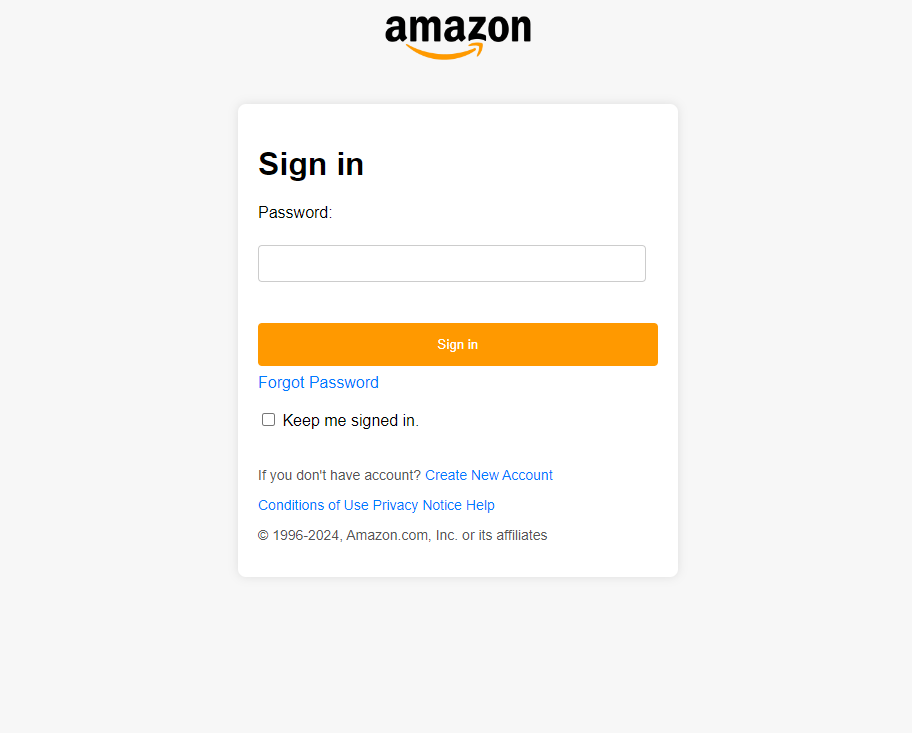 amazon
Sign in
Password:
Sign in
Forgot Password
Keep me signed in.
If you don't have account? Create New Account
Conditions of Use Privacy Notice Help
© 1996-2024, Amazon.com, Inc. or its affiliates